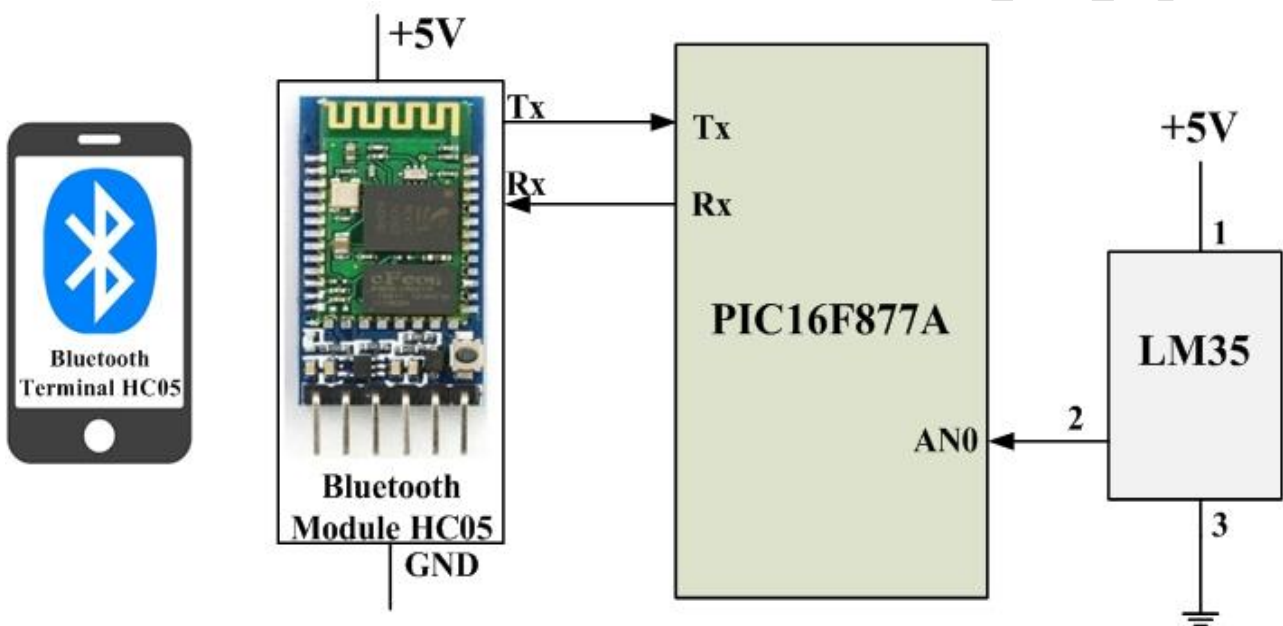 +5V
Tx
Rx
Bluetooth
Terminal HC05
Bluetooth
Module HC05
GND
Tx
Rx
PIC16F877A
AN0
+5V
1
LM35
2
3